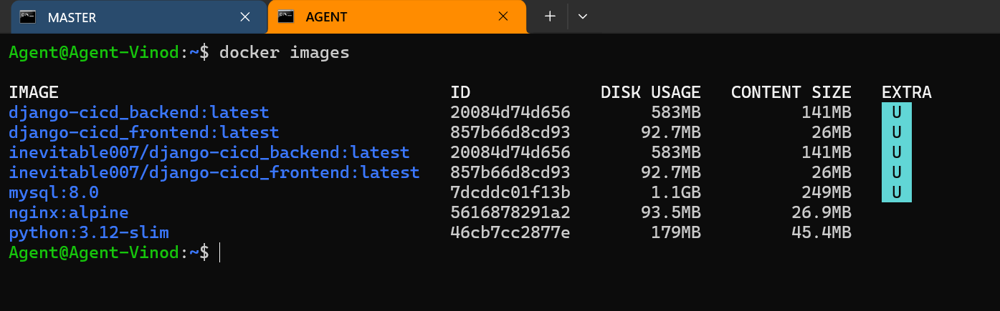 MASTER AGENT
Agent@Agent-Vinod:~$ docker images
IMAGE ID DISK USAGE CONTENT SIZE EXTRA
django-cicd_backend:latest 20084d74d656 583MB 141MB U
django-cicd_frontend:latest 857b66d8cd93 92.7MB 26MB U
inevitable007/django-cicd_backend:latest 20084d74d656 583MB 141MB U
inevitable007/django-cicd_frontend:latest 857b66d8cd93 92.7MB 26MB U
mysql:8.0 7dcddc01f13b 1.1GB 249MB U
nginx:alpine 5616878291a2 93.5MB 26.9MB
python:3.12-slim 46cb7cc2877e 179MB 45.4MB
Agent@Agent-Vinod:~$